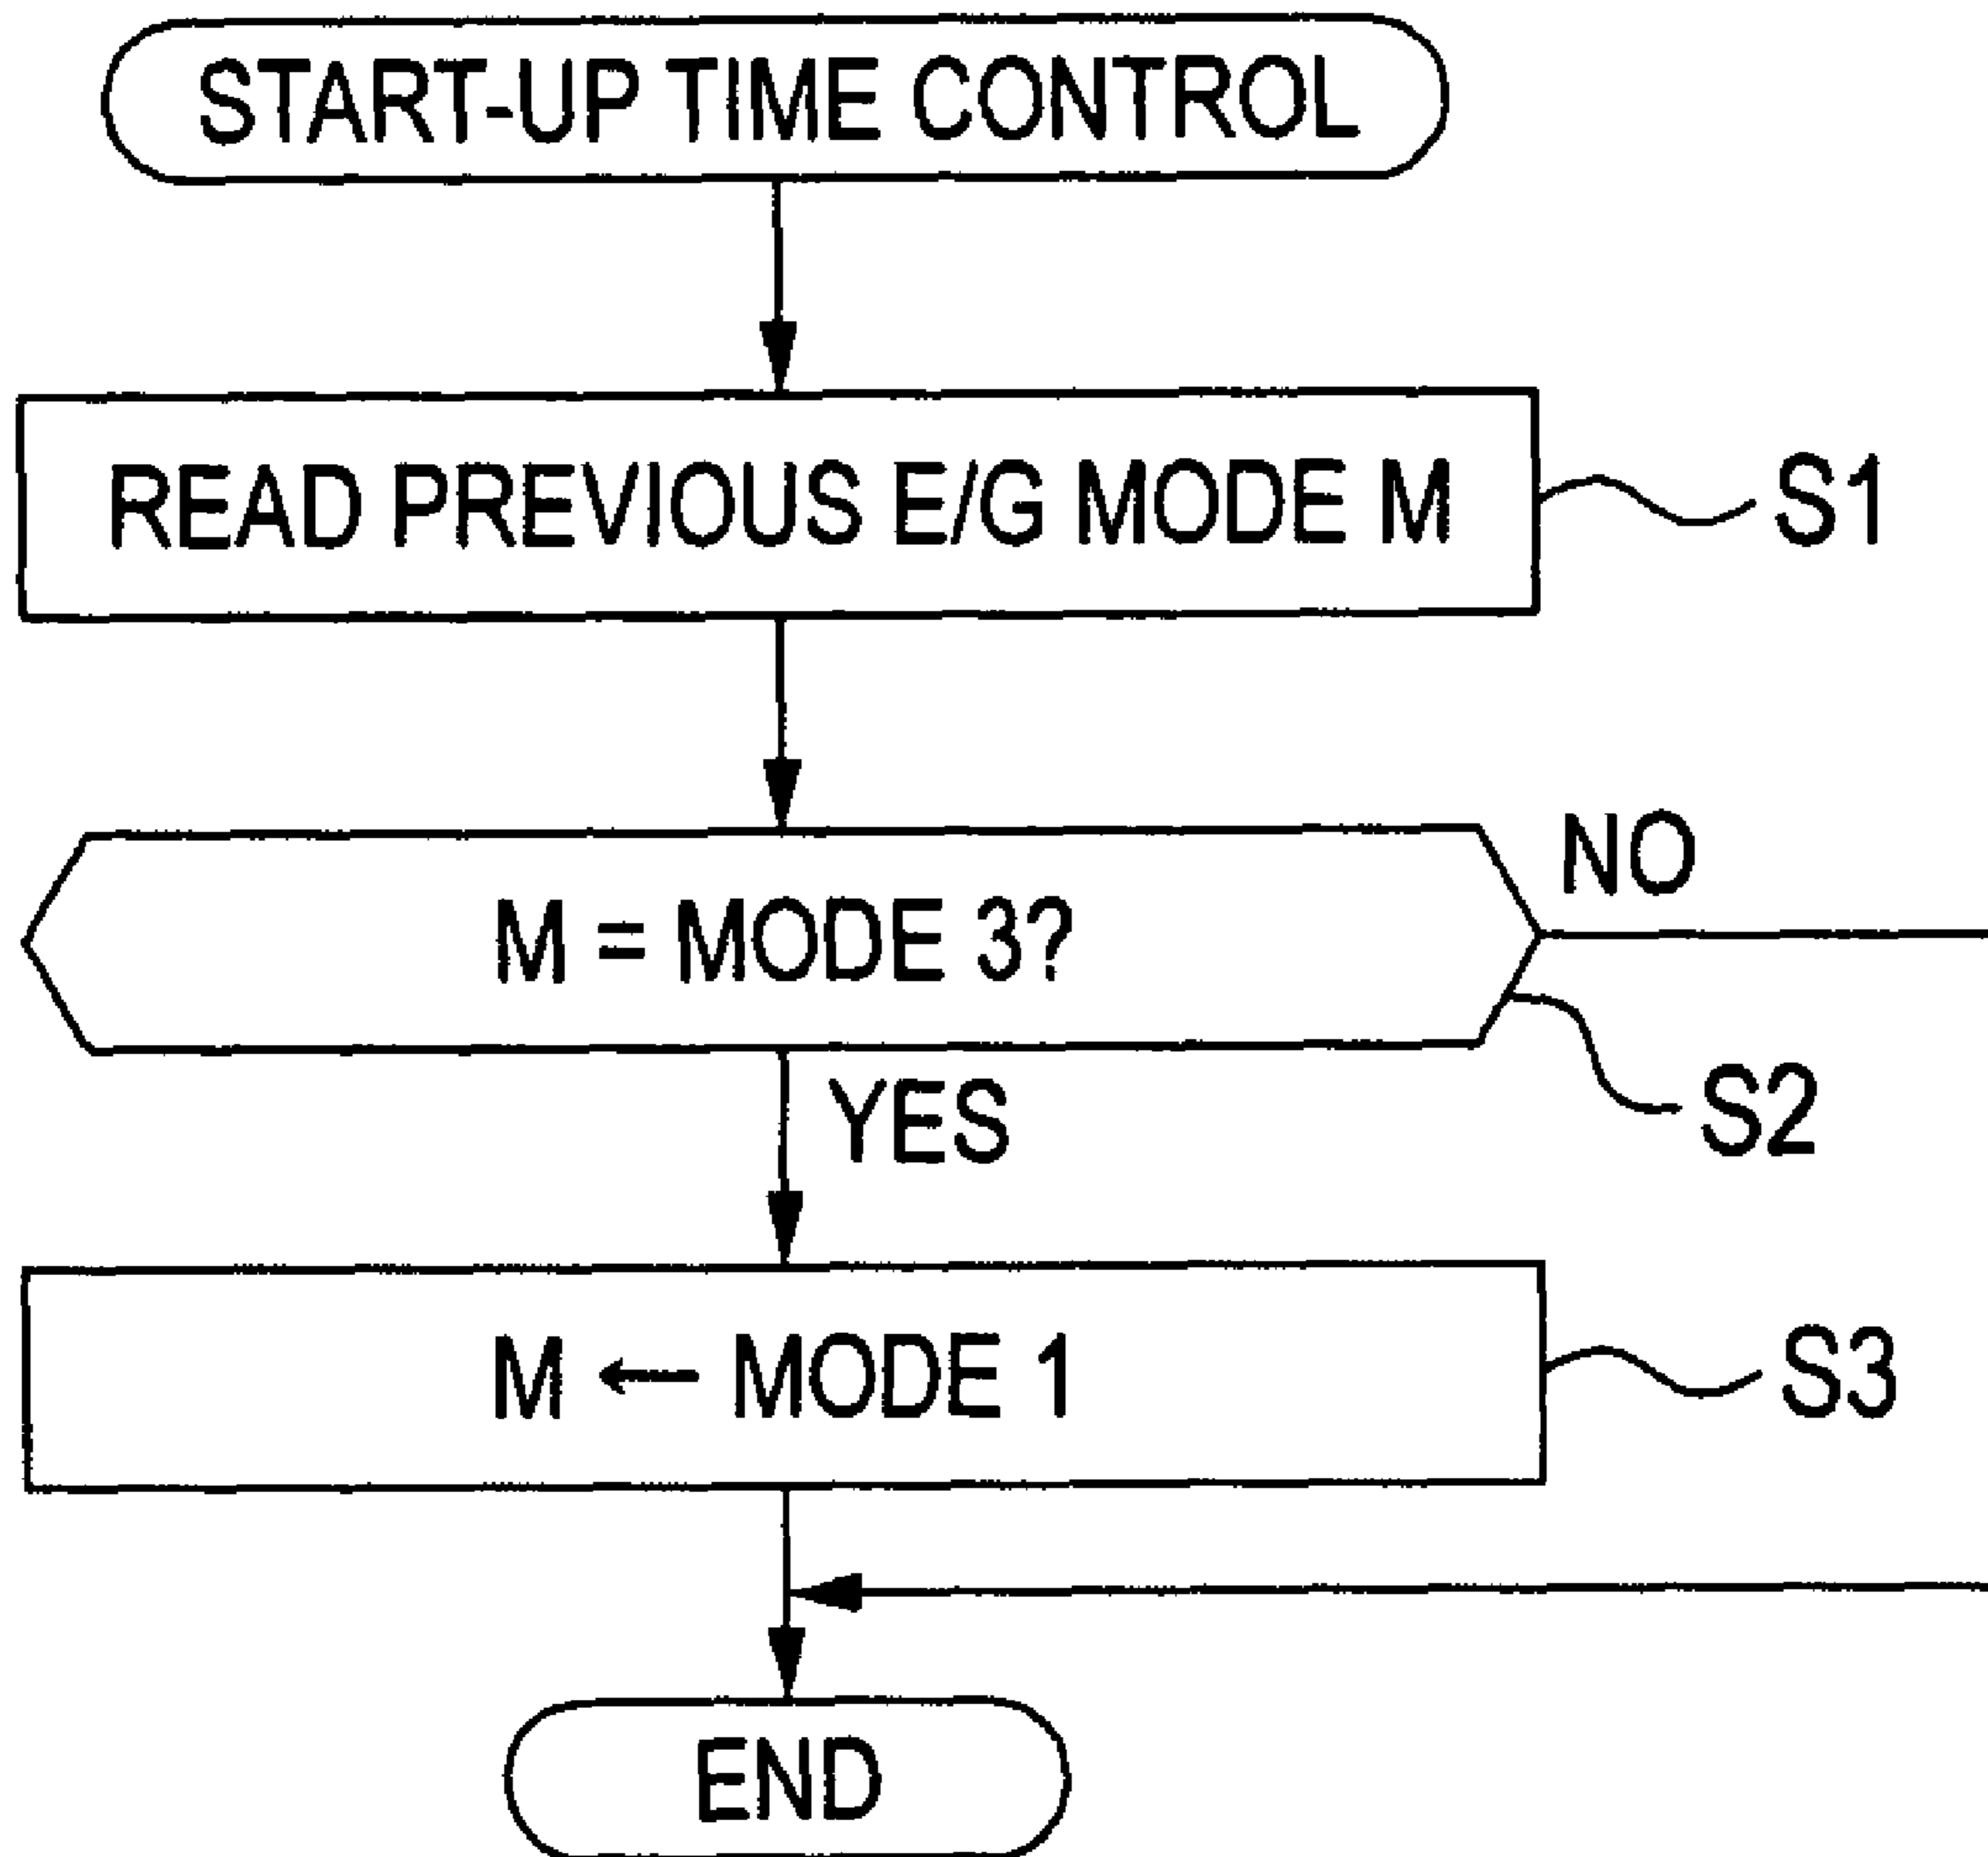 START-UP TIME CONTROL
READ PREVIOUS E/G MODE M
S1
M = MODE 3?
NO
S2
YES
M ← MODE 1
S3
END